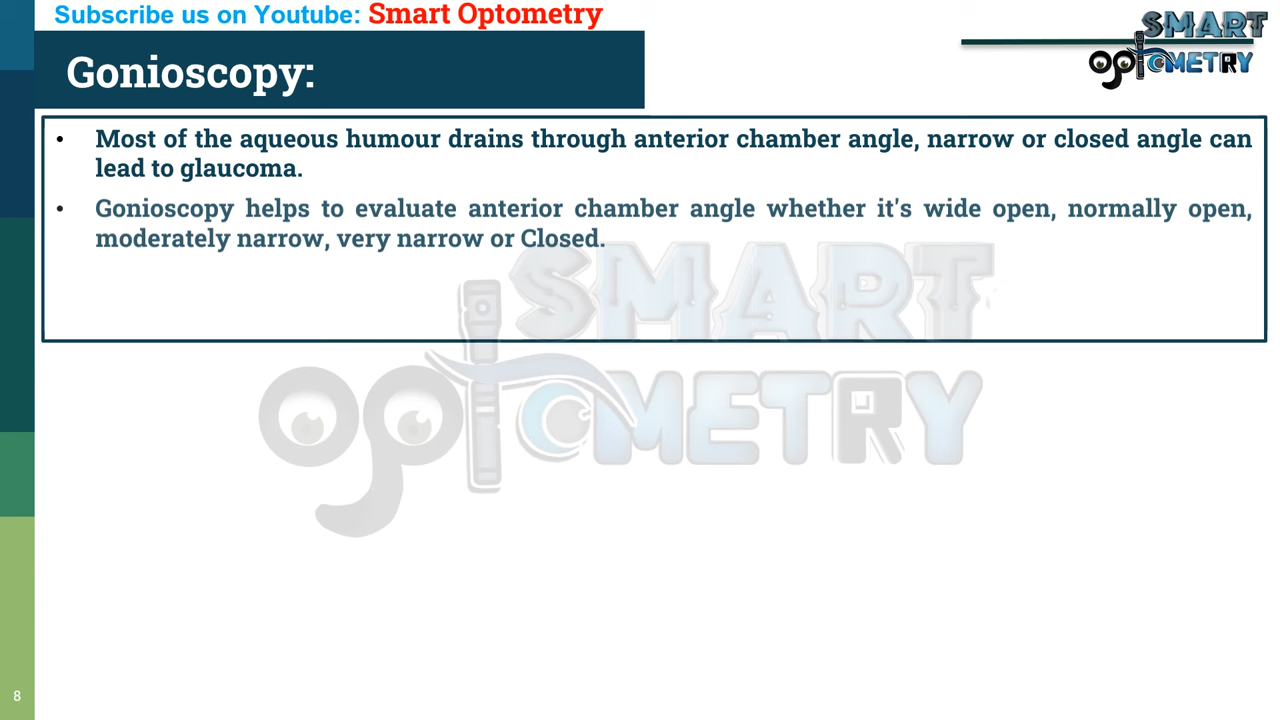 Subscribe us on Youtube: Smart Optometry
SMART
OptOMETRY
Gonioscopy:
• Most of the aqueous humour drains through anterior chamber angle, narrow or closed angle can
lead to glaucoma.
• Gonioscopy helps to evaluate anterior chamber angle whether it's wide open, normally open,
moderately narrow, very narrow or Closed.
SMART
OptOMETRY
8